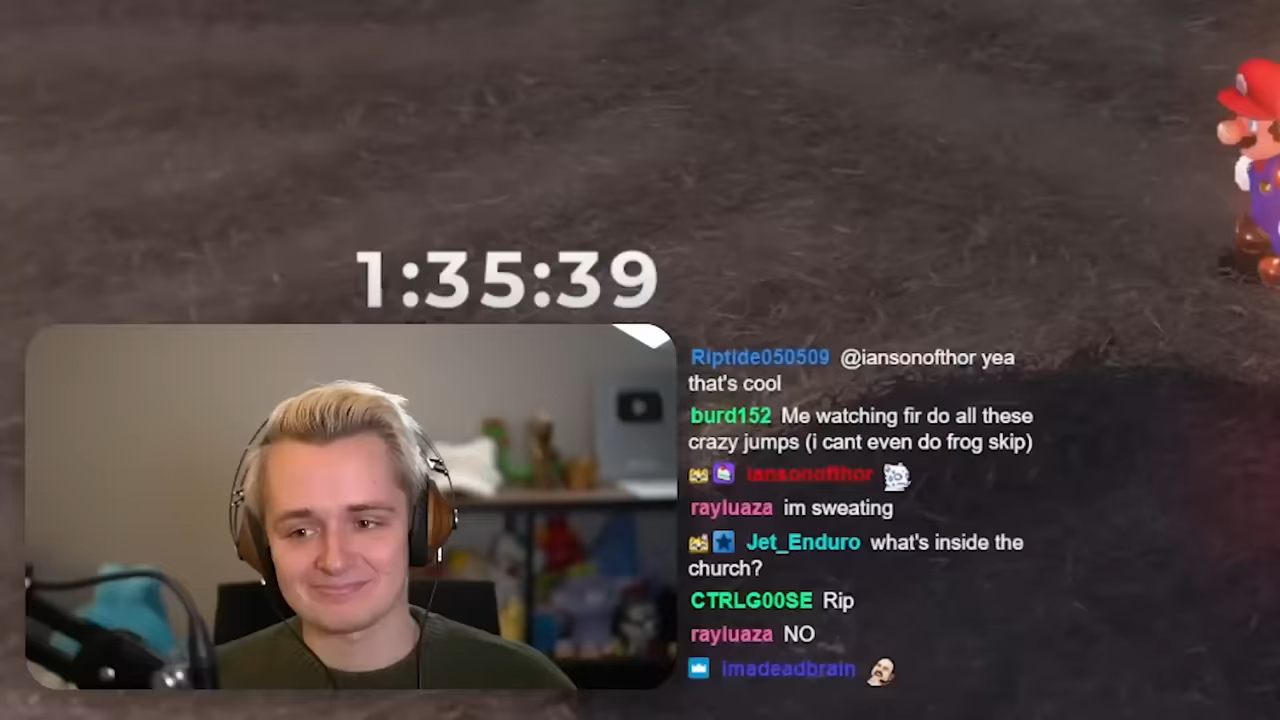 1:35:39
Riptide050509 @iansonofthor yea
that's cool
burd152 Me watching fir do all these
crazy jumps (i cant even do frog skip)
iansonofthor
rayluaza im sweating
Jet_Enduro what's inside the
church?
CTRLG00SE Rip
rayluaza NO
imadeadbrain